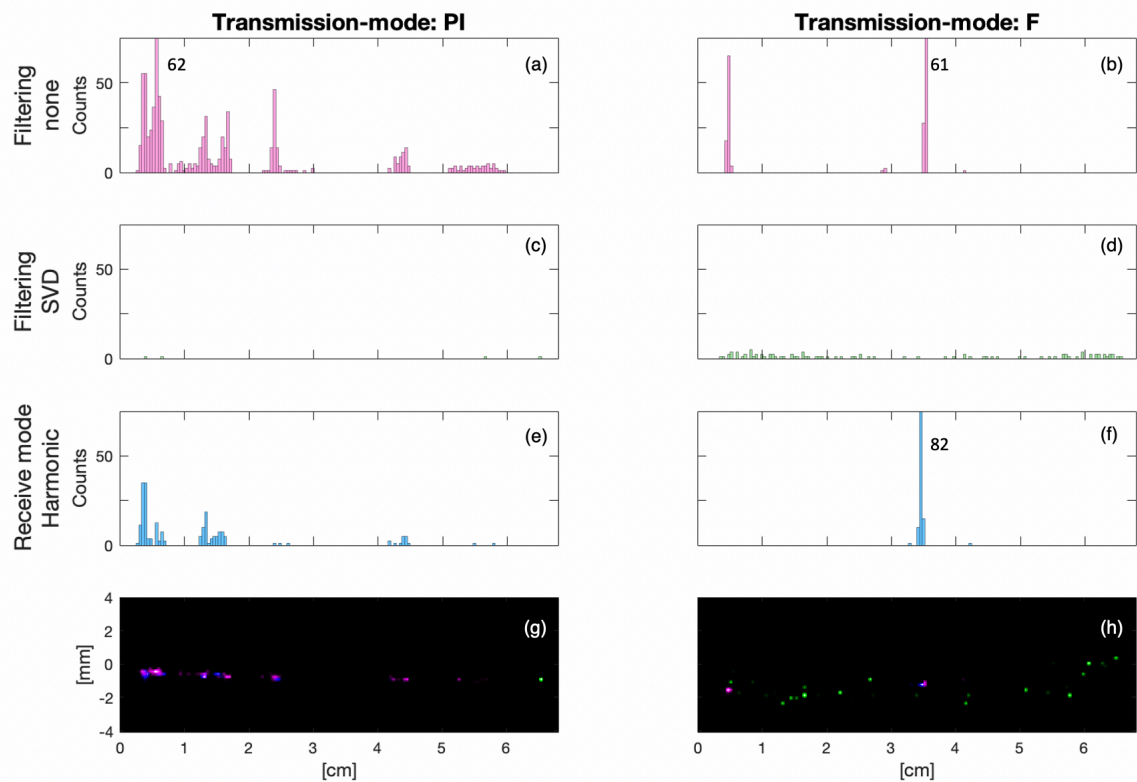 Transmission-mode: PI
Transmission-mode: F
Filtering
none
Counts
50
0
62
(a)
61
(b)
Filtering
SVD
Counts
50
0
(c)
(d)
Receive mode
Harmonic
Counts
50
0
(e)
82
(f)
[mm]
4
2
0
-2
-4
(g)
(h)
0 1 2 3 4 5 6
[cm]
0 1 2 3 4 5 6
[cm]